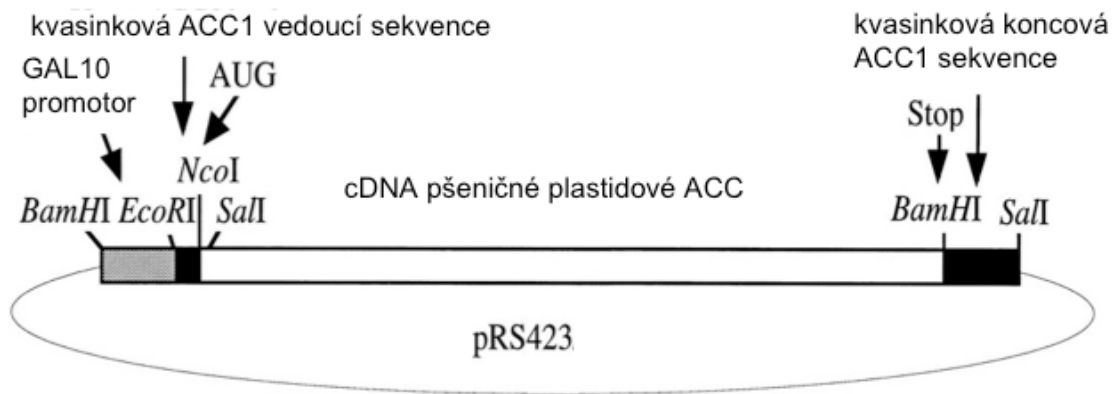 kvasinková ACC1 vedoucí sekvence
kvasinková koncová
ACC1 sekvence
GAL10
promotor
AUG
Stop
NcoI
cDNA pšeničné plastidové ACC
BamHI EcoRI SalI
BamHI SalI
pRS423